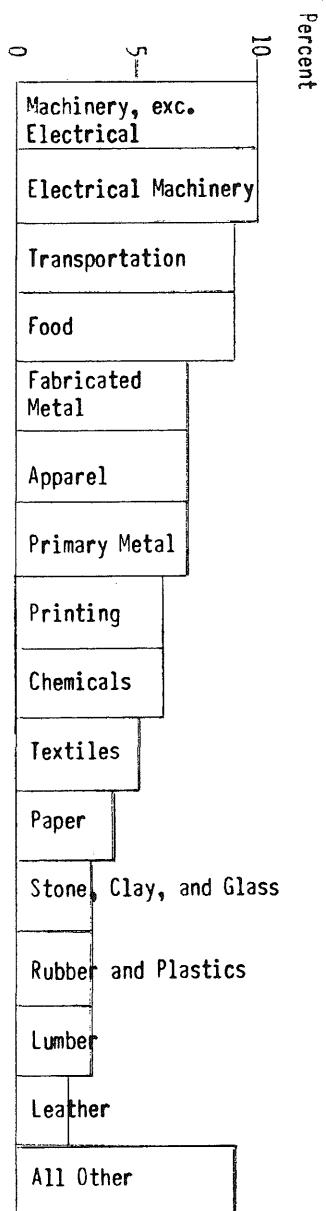 Percent
0
5
10
Machinery, exc.
Electrical
Electrical Machinery
Transportation
Food
Fabricated
Metal
Apparel
Primary Metal
Printing
Chemicals
Textiles
Paper
Stone, Clay, and Glass
Rubber and Plastics
Lumber
Leather
All Other